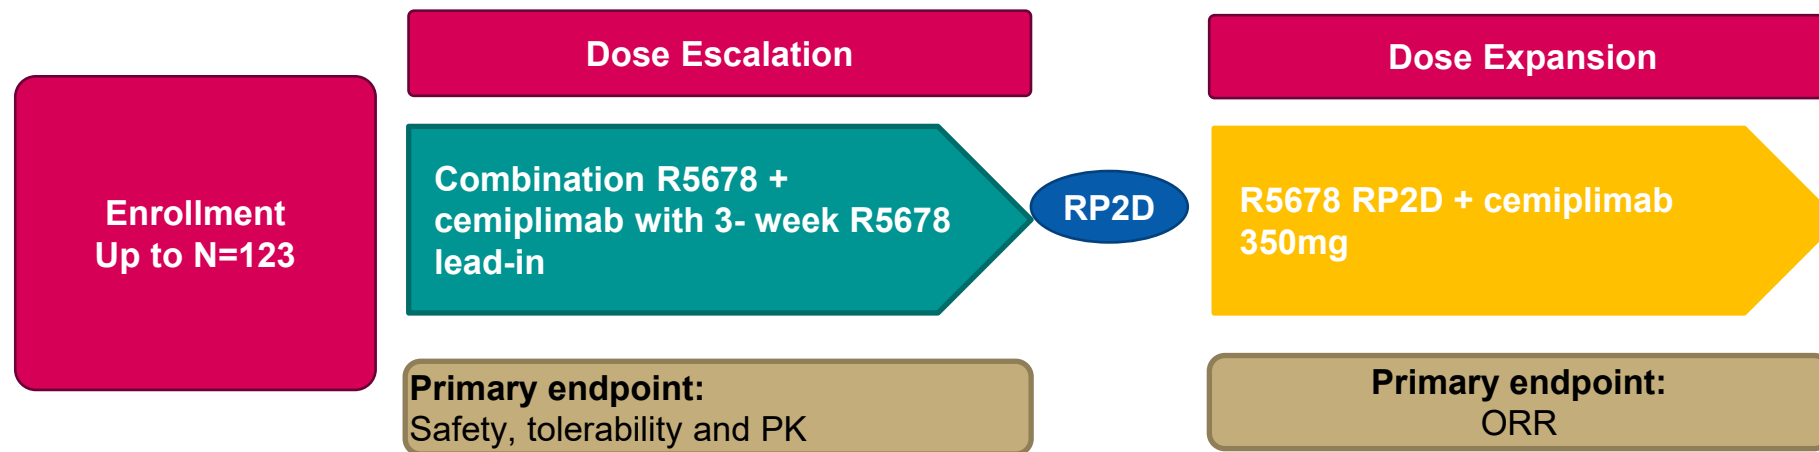 Enrollment
Up to N=123
Dose Escalation
Combination R5678 +
cemiplimab with 3- week R5678
lead-in
Primary endpoint:
Safety, tolerability and PK
RP2D
Dose Expansion
R5678 RP2D + cemiplimab
350mg
Primary endpoint:
ORR